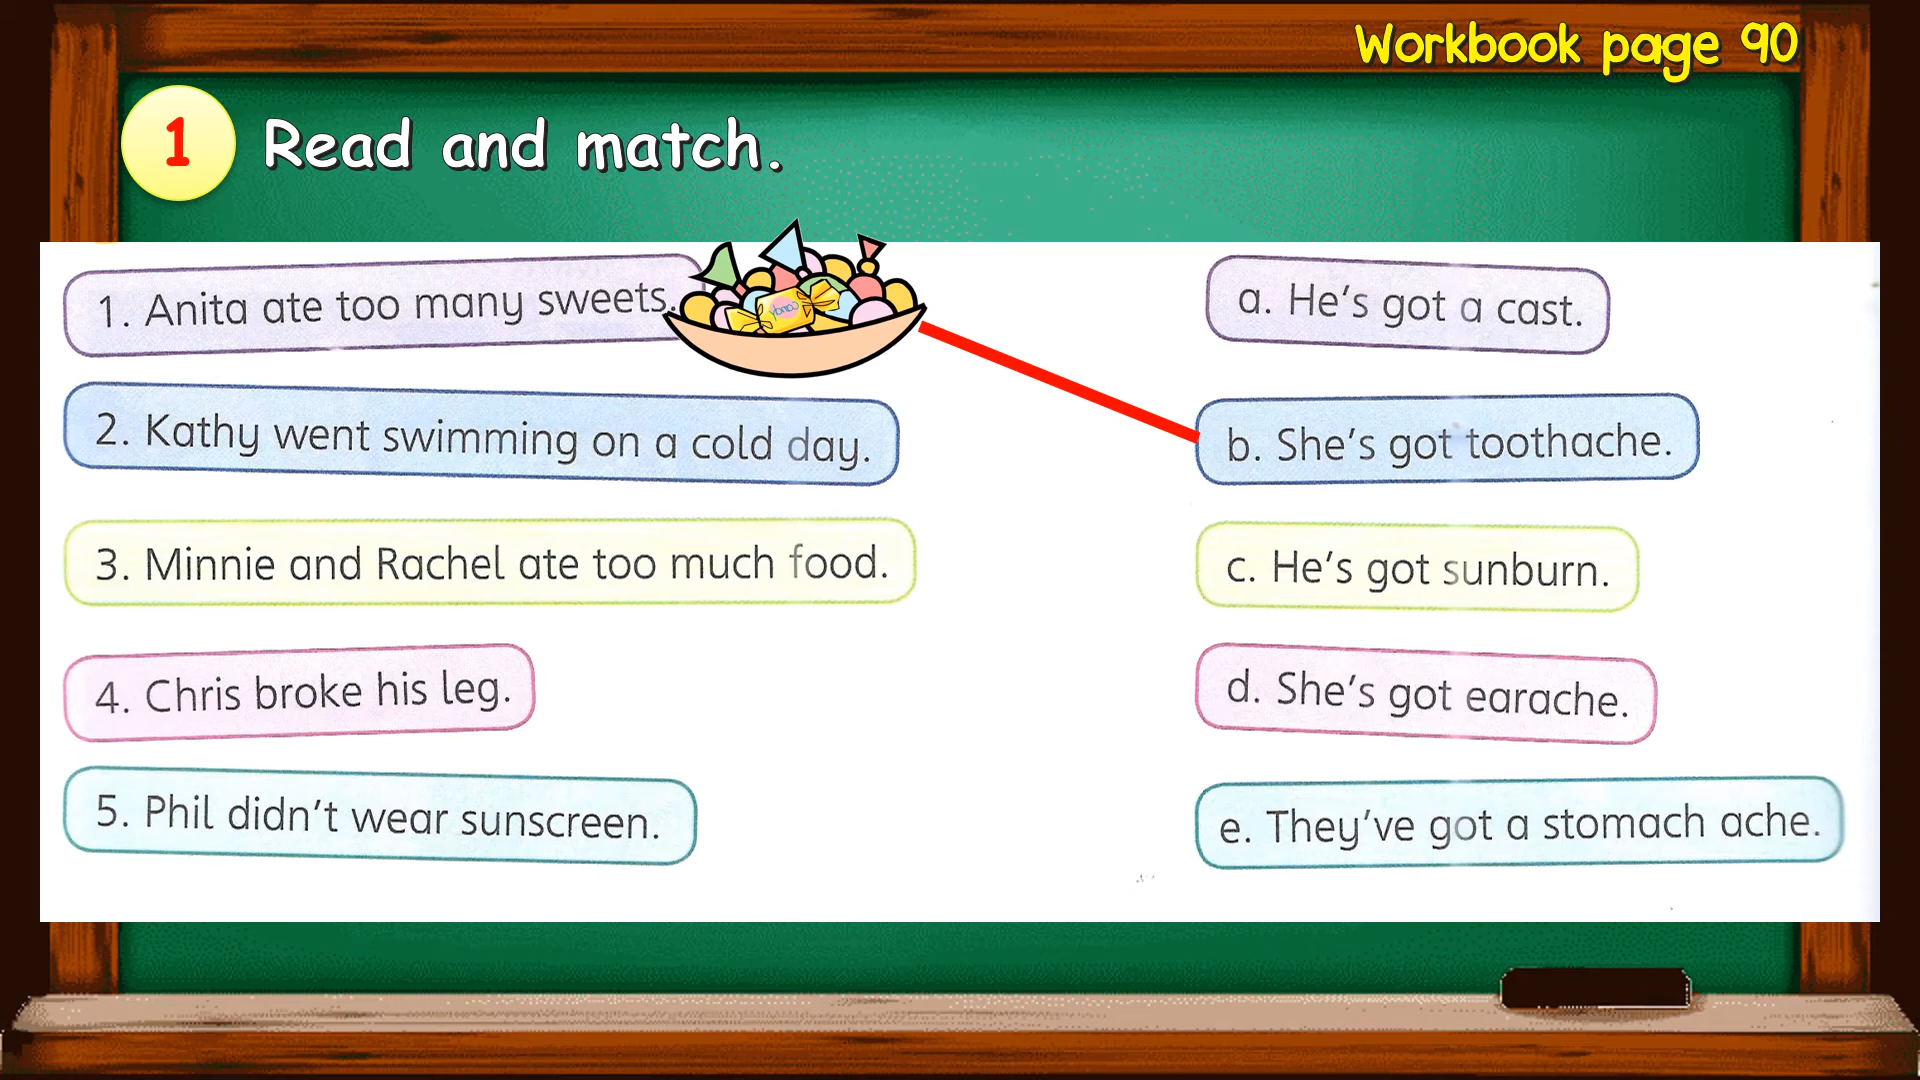 Workbook page 90
1 Read and match.
1. Anita ate too many sweets.
a. He's got a cast.
2. Kathy went swimming on a cold day.
b. She's got toothache.
3. Minnie and Rachel ate too much food.
c. He's got sunburn.
4. Chris broke his leg.
d. She's got earache.
5. Phil didn't wear sunscreen.
e. They've got a stomach ache.